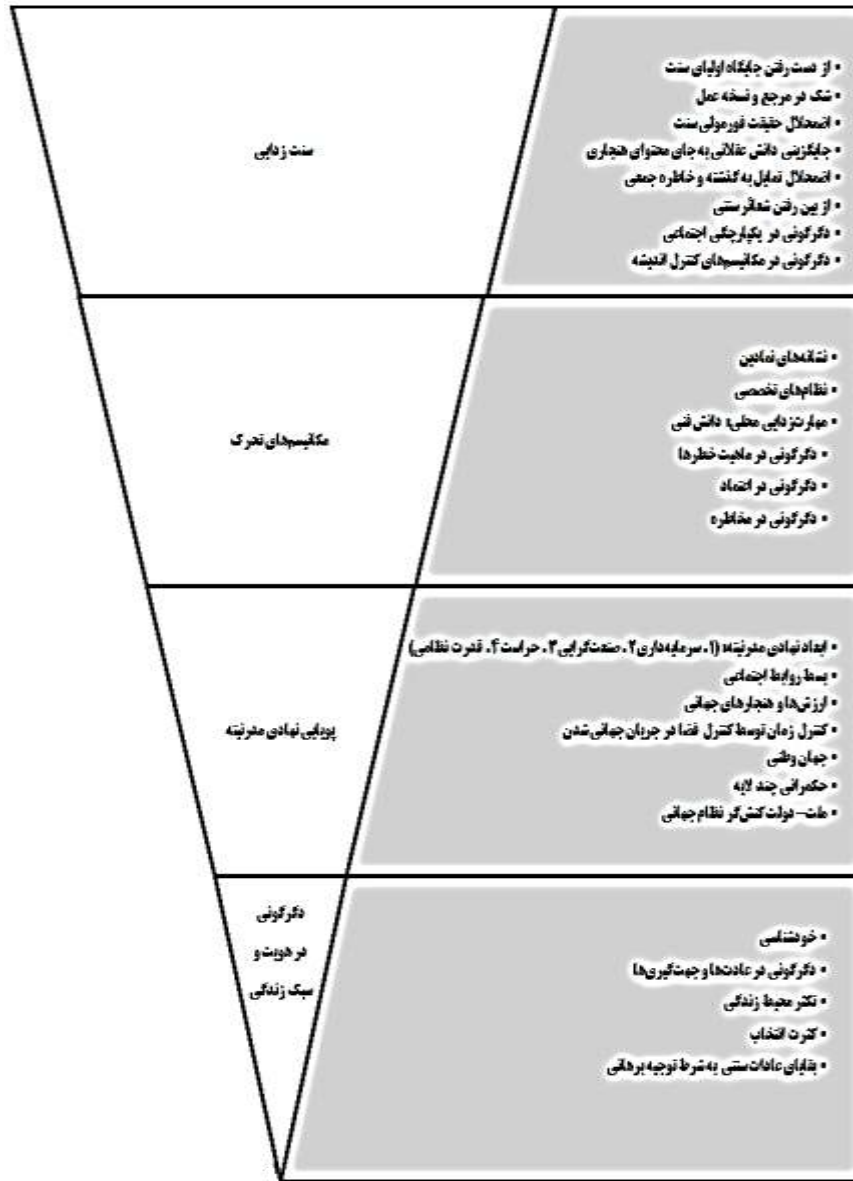 سنت زدایی
• از دست رفتن جایگاه اولیای سنت
• شک در مرجع و نسخه عمل
• اضمحلال حقیقت فورمولی سنت
• جایگزینی دانش عقلانی به جای محتوای هنجاری
• اضمحلال تمایل به گذشته و خاطره جمعی
• از بین رفتن شعائر سنتی
• دگرگونی در یکپارچگی اجتماعی
• دگرگونی در مکانیسم‌های کنترل اندیشه
مکانیسم‌های تحرک
• نشانه‌های نمادین
• نظام‌های تخصصی
• مهارت‌زدایی محلی؛ دانش فنی
• دگرگونی در ماهیت خطرها
• دگرگونی در اعتماد
• دگرگونی در مخاطره
پویایی نهادی مدرنیته
• ابعاد نهادی مدرنیته: (۱. سرمایه‌داری ۲. صنعت‌گرایی ۳. حراست ۴. قدرت نظامی)
• بسط روابط اجتماعی
• ارزش‌ها و هنجارهای جهانی
• کنترل زمان توسط کنترل فضا در جریان جهانی شدن
• جهان وطنی
• حکمرانی چند لایه
• ملت – دولت کنش‌گر نظام جهانی
دگرگونی
در هویت و
سبک زندگی
• خودشناسی
• دگرگونی در عادت‌ها و جهت‌گیری‌ها
• تکثر محیط زندگی
• کثرت انتخاب
• بقایای عادات سنتی به شرط توجیه برهانی